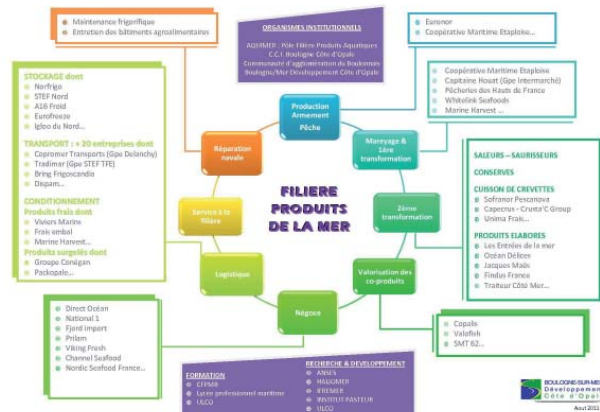 Maintenance frigorifique
Entretien des bâtiments agroalimentaires
ORGANISMES INSTITUTIONNELS
AQUIMER : Pôle Filière Produits Aquatiques
C.C.I. Boulogne Côte d'Opale
Communauté d'agglomération du Boulonnais
Boulogne/Mer Développement Côte d'Opale
Euronor
Coopérative Maritime Etaploise...
Coopérative Maritime Etaploise
Capitaine Houat (Gpe Intermarché)
Pêcheries des Hauts de France
Whitelink Seafoods
Marine Harvest ...
STOCKAGE dont
Norfrigo
STEF Nord
A16 Froid
Eurofreeze
Igloo du Nord...
TRANSPORT : + 20 entreprises dont
Copromer Transports (Gpe Delanchy)
Tradimar (Gpe STEF TFE)
Bring Frigoscandia
Dispam...
CONDITIONNEMENT
Produits frais dont
Viviers Marine
Frais embal
Marine Harvest...
Produits surgelés dont
Groupe Conégan
Packopale...
Production
Armement
Pêche
Mareyage &
1ère
transformation
2ème
transformation
Valorisation des
co-produits
Négoce
Logistique
Service à la
filière
Réparation
navale
FILIERE
PRODUITS
DE LA MER
SALEURS – SAURISSEURS
CONSERVES
CUISSON DE CREVETTES
Sofranor Pescanova
Capecrus - Crusta'C Group
Unima Frais...
PRODUITS ELABORES
Les Entrées de la mer
Océan Délices
Jacques Maës
Findus France
Traiteur Côté Mer...
Copalis
Valofish
SMT 62...
Direct Océan
National 1
Fjord Import
Prilam
Viking Fresh
Channel Seafood
Nordic Seafood France...
FORMATION
CFPMR
Lycée professionnel maritime
ULCO
RECHERCHE & DEVELOPPEMENT
ANSES
HALIOMER
IFREMER
INSTITUT PASTEUR
ULCO
BOULOGNE-SUR-MER
Développement
Côte d'Opale